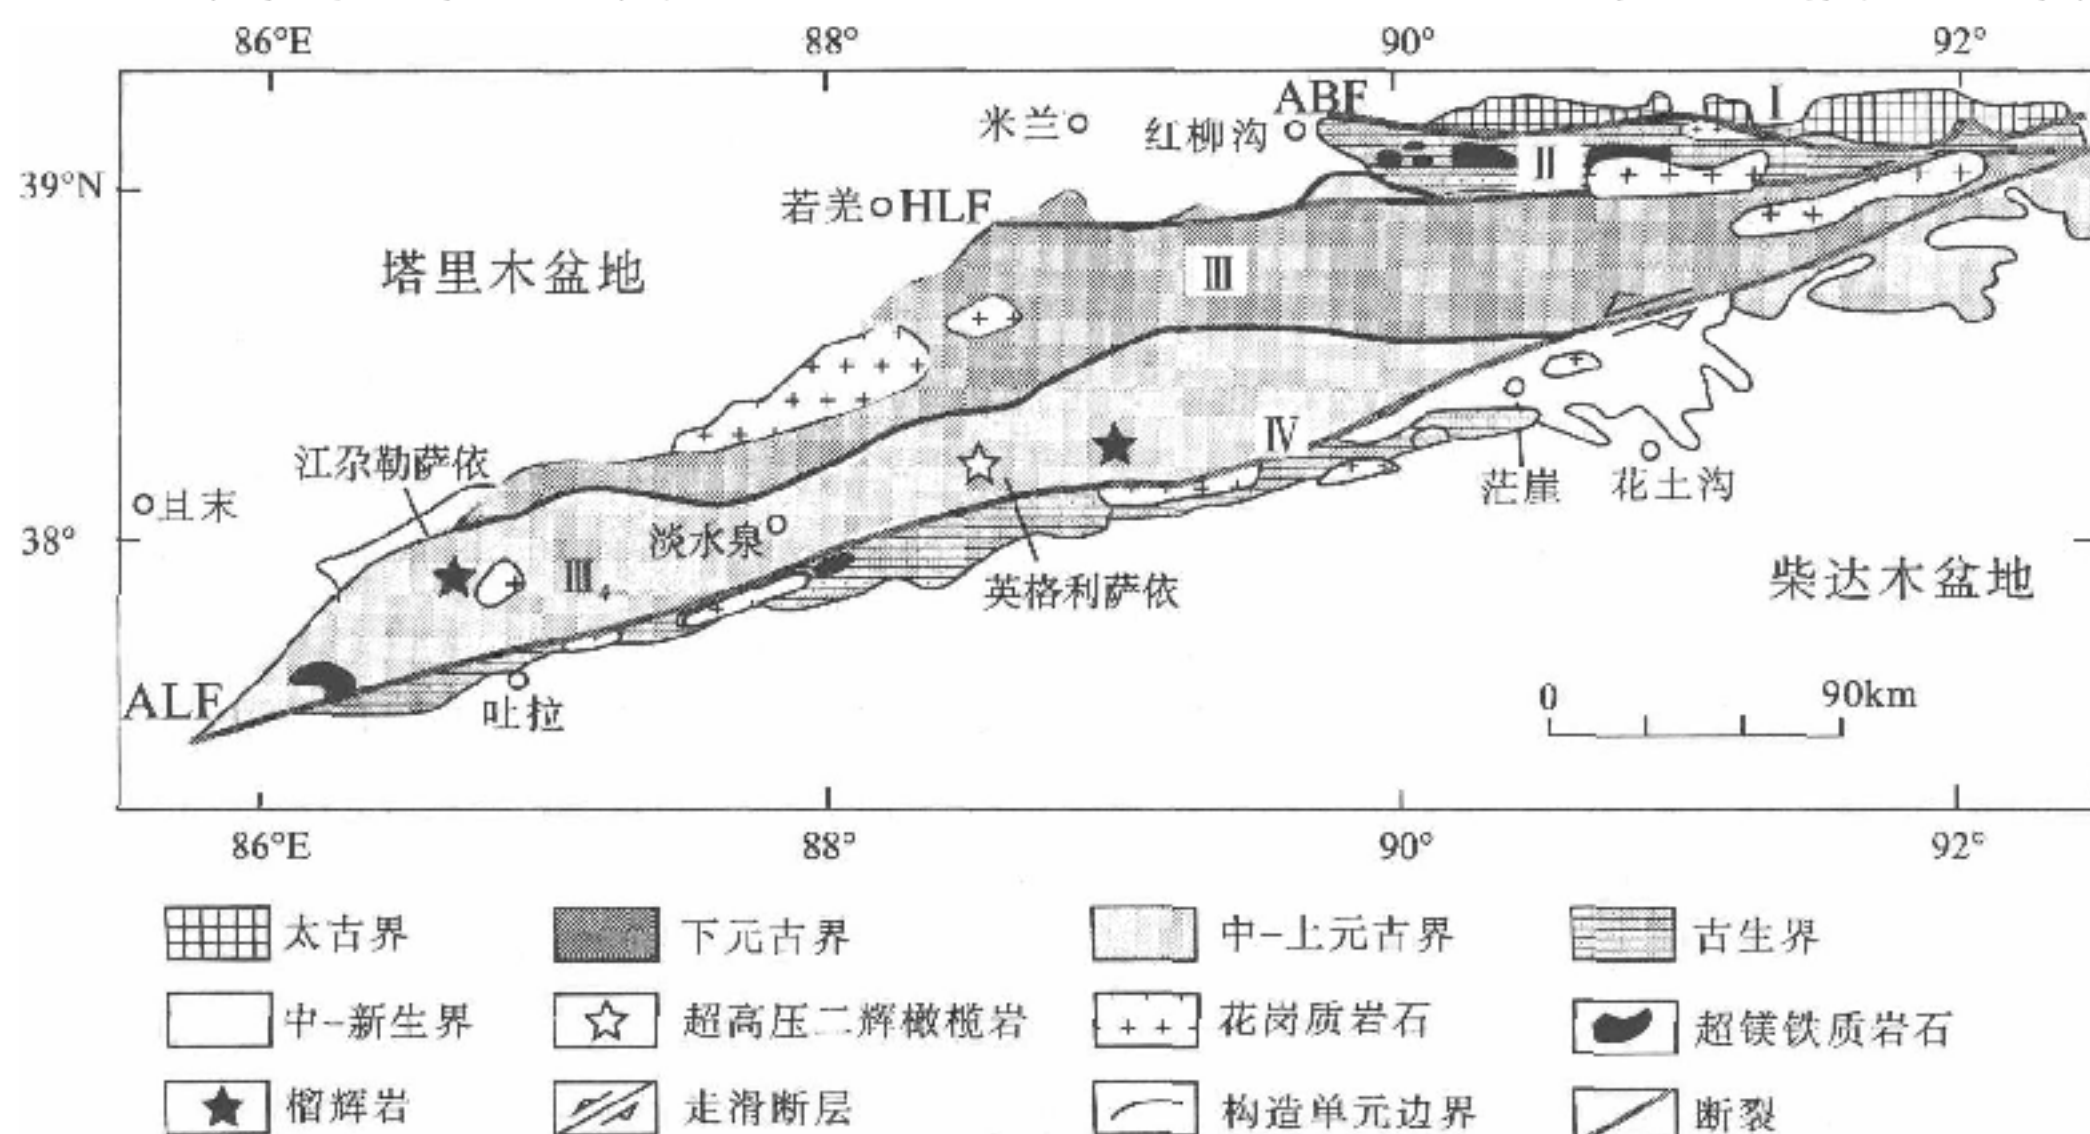 86°E 88° 90° 92°
ABF
I
米兰
红柳沟
II
39°N
若羌 HLF
塔里木盆地
III
江尕勒萨依
IV
且末
茫崖 花土沟
淡水泉
38°
III4
英格利萨依
柴达木盆地
ALF
吐拉
0 90km
86°E 88° 90° 92°
太古界 下元古界 中-上元古界 古生界
中-新生界 超高压二辉橄榄岩 花岗质岩石 超镁铁质岩石
榴辉岩 走滑断层 构造单元边界 断裂